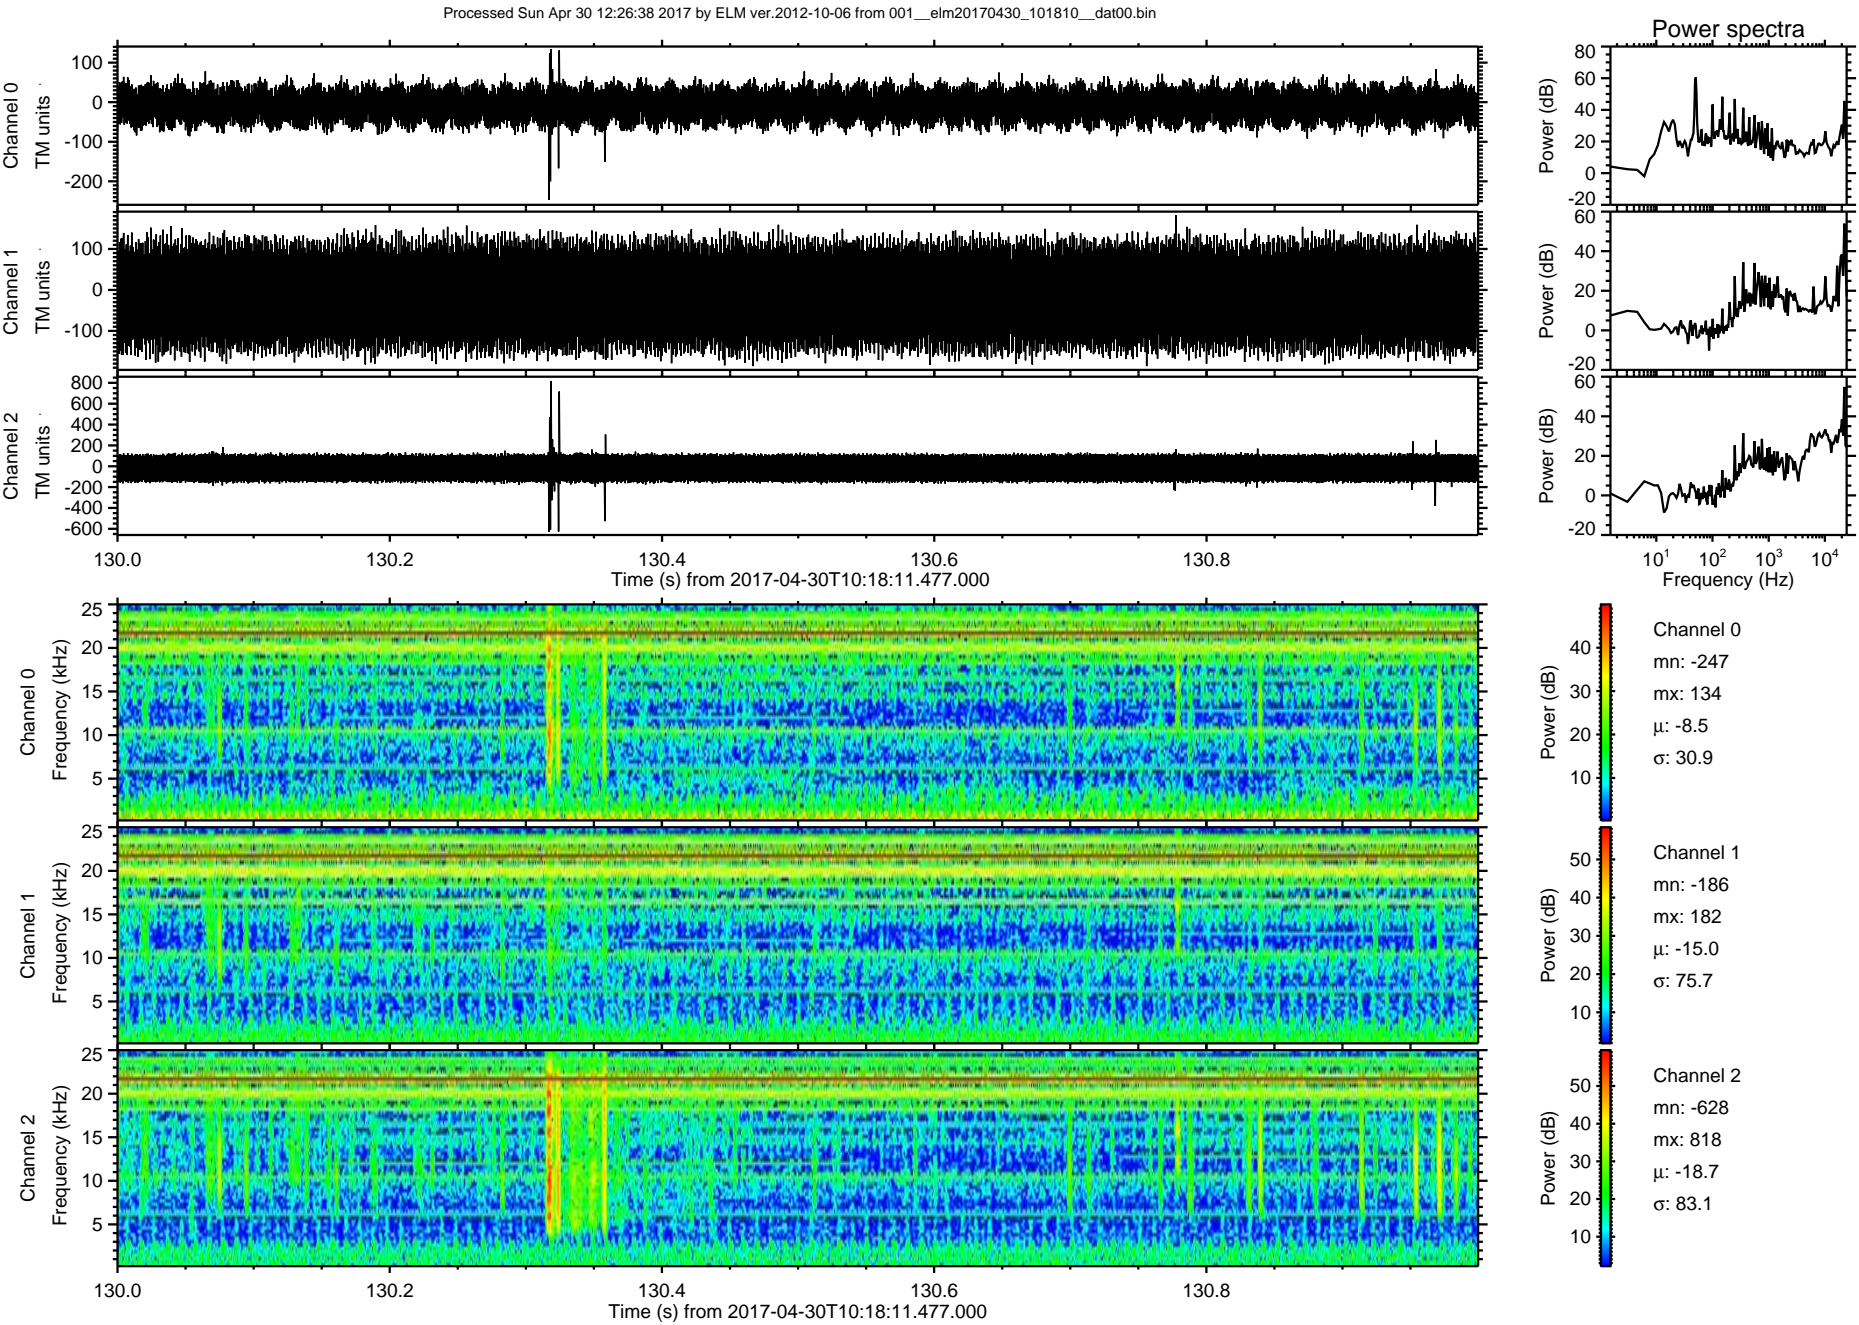 Processed Sun Apr 30 12:26:38 2017 by ELM ver.2012-10-06 from 001__elm20170430_101810__dat00.bin
Power spectra
Channel 0
TM units
100
0
-100
-200
Power (dB)
80
60
40
20
0
-20
Channel 1
TM units
100
0
-100
Power (dB)
60
40
20
0
-20
Channel 2
TM units
800
600
400
200
0
-200
-400
-600
Power (dB)
60
40
20
0
-20
130.0 130.2 130.4 130.6 130.8
Time (s) from 2017-04-30T10:18:11.477.000
10^1 10^2 10^3 10^4
Frequency (Hz)
Channel 0
Frequency (kHz)
25
20
15
10
5
Power (dB)
40
30
20
10
Channel 0
mn: -247
mx: 134
μ: -8.5
σ: 30.9
Channel 1
Frequency (kHz)
25
20
15
10
5
Power (dB)
50
40
30
20
10
Channel 1
mn: -186
mx: 182
μ: -15.0
σ: 75.7
Channel 2
Frequency (kHz)
25
20
15
10
5
Power (dB)
50
40
30
20
10
Channel 2
mn: -628
mx: 818
μ: -18.7
σ: 83.1
130.0 130.2 130.4 130.6 130.8
Time (s) from 2017-04-30T10:18:11.477.000